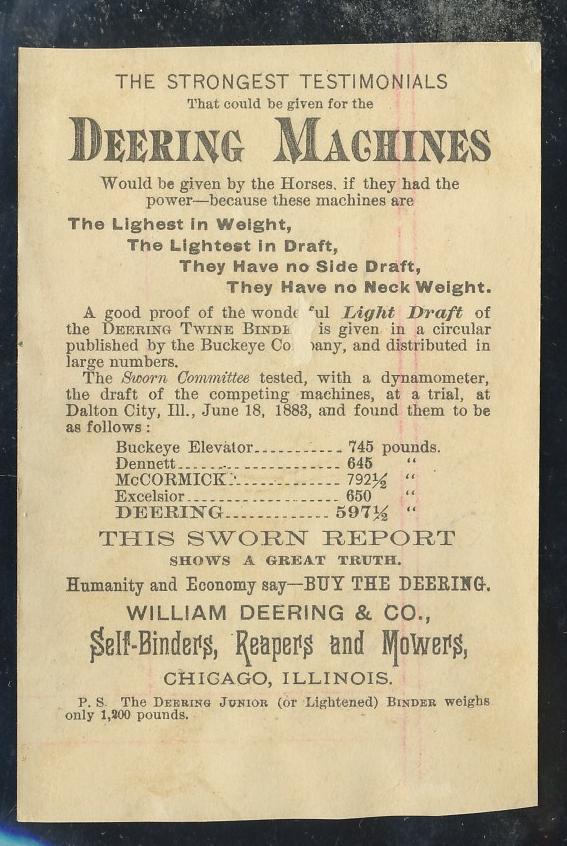 THE STRONGEST TESTIMONIALS
That could be given for the
DEERING MACHINES
Would be given by the Horses, if they had the
power—because these machines are
The Lighest in Weight,
The Lightest in Draft,
They Have no Side Draft,
They Have no Neck Weight.
A good proof of the wonde ful Light Draft of
the DEERING TWINE BINDE is given in a circular
published by the Buckeye Co any, and distributed in
large numbers.
The Sworn Committee tested, with a dynamometer,
the draft of the competing machines, at a trial, at
Dalton City, Ill., June 18, 1883, and found them to be
as follows:
Buckeye Elevator........... 745 pounds.
Dennett..................... 645 “
McCORMICK................ 792½ “
Excelsior.................... 650 “
DEERING............. 597½ “
THIS SWORN REPORT
SHOWS A GREAT TRUTH.
Humanity and Economy say—BUY THE DEERING.
WILLIAM DEERING & CO.,
Self-Binders, Reapers and Mowers,
CHICAGO, ILLINOIS.
P. S. The DEERING JUNIOR (or Lightened) BINDER weighs
only 1,200 pounds.